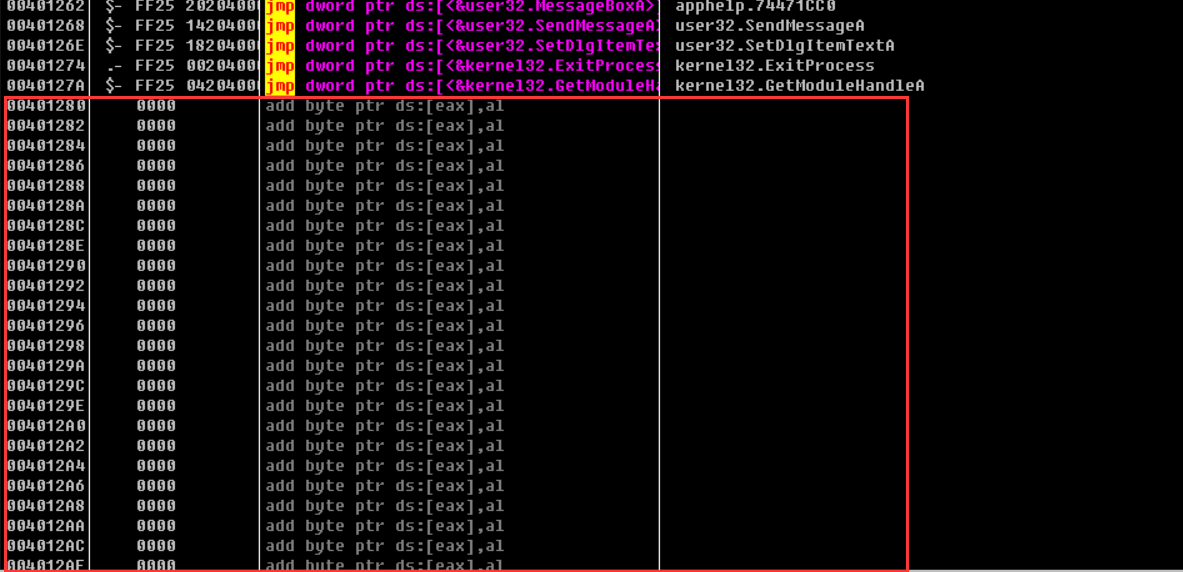 00401262 $- FF25 20204000 jmp dword ptr ds:[<&user32.MessageBoxA> apphelp.74471CC0
00401268 $- FF25 14204000 jmp dword ptr ds:[<&user32.SendMessageA user32.SendMessageA
0040126E $- FF25 18204000 jmp dword ptr ds:[<&user32.SetDlgItemTe user32.SetDlgItemTextA
00401274 .- FF25 00204000 jmp dword ptr ds:[<&kernel32.ExitProces kernel32.ExitProcess
0040127A $- FF25 04204000 jmp dword ptr ds:[<&kernel32.GetModuleH kernel32.GetModuleHandleA
00401280 0000 add byte ptr ds:[eax],al
00401282 0000 add byte ptr ds:[eax],al
00401284 0000 add byte ptr ds:[eax],al
00401286 0000 add byte ptr ds:[eax],al
00401288 0000 add byte ptr ds:[eax],al
0040128A 0000 add byte ptr ds:[eax],al
0040128C 0000 add byte ptr ds:[eax],al
0040128E 0000 add byte ptr ds:[eax],al
00401290 0000 add byte ptr ds:[eax],al
00401292 0000 add byte ptr ds:[eax],al
00401294 0000 add byte ptr ds:[eax],al
00401296 0000 add byte ptr ds:[eax],al
00401298 0000 add byte ptr ds:[eax],al
0040129A 0000 add byte ptr ds:[eax],al
0040129C 0000 add byte ptr ds:[eax],al
0040129E 0000 add byte ptr ds:[eax],al
004012A0 0000 add byte ptr ds:[eax],al
004012A2 0000 add byte ptr ds:[eax],al
004012A4 0000 add byte ptr ds:[eax],al
004012A6 0000 add byte ptr ds:[eax],al
004012A8 0000 add byte ptr ds:[eax],al
004012AA 0000 add byte ptr ds:[eax],al
004012AC 0000 add byte ptr ds:[eax],al
004012AE 0000 add byte ptr ds:[eax],al